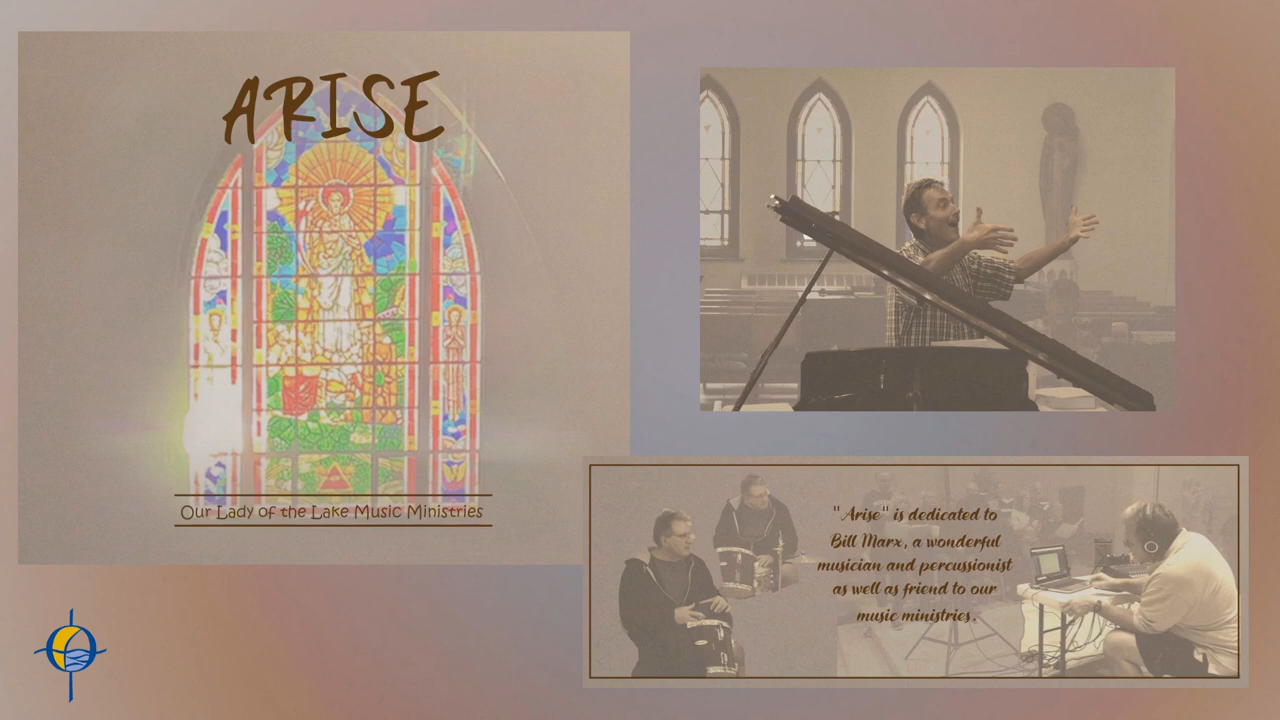 ARISE
Our Lady of the Lake Music Ministries
"Arise" is dedicated to
Bill Marx, a wonderful
musician and percussionist
as well as friend to our
music ministries.